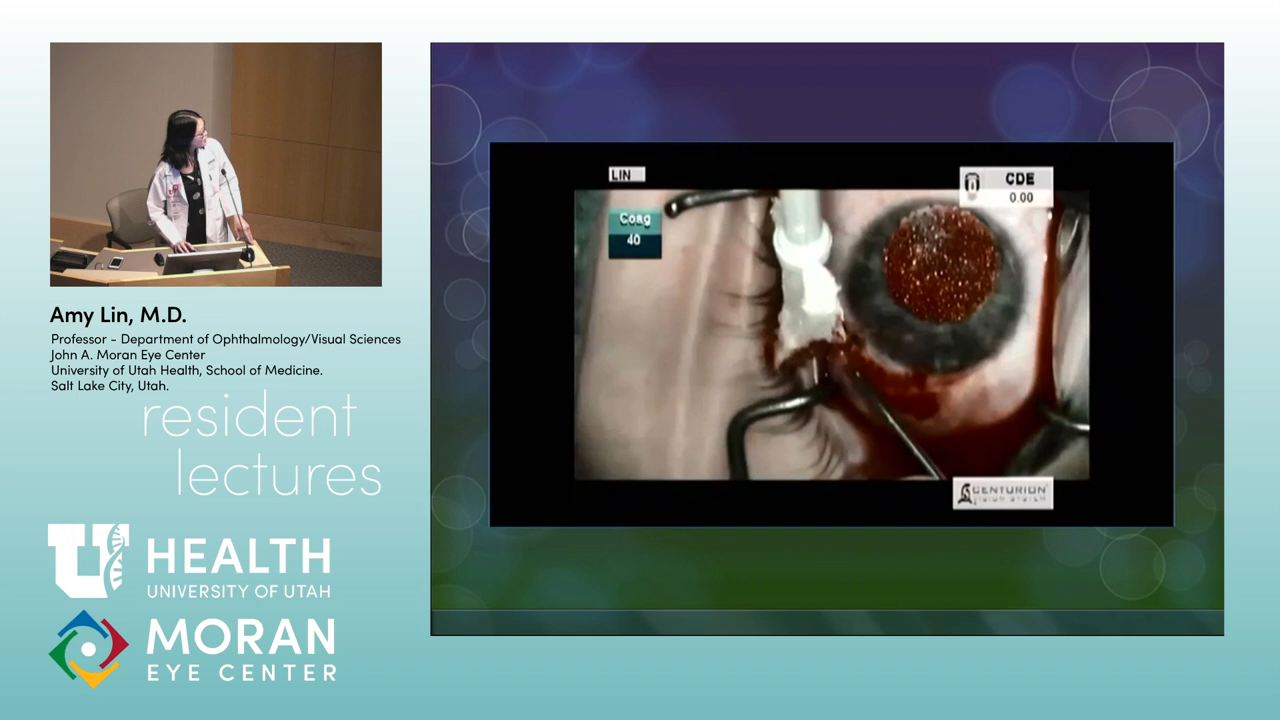 LIN
CDE
0.00
Coag
40
CENTURION
VISION SYSTEM
Amy Lin, M.D.
Professor - Department of Ophthalmology/Visual Sciences
John A. Moran Eye Center
University of Utah Health, School of Medicine.
Salt Lake City, Utah.
resident
lectures
U HEALTH
UNIVERSITY OF UTAH
MORAN
EYE CENTER